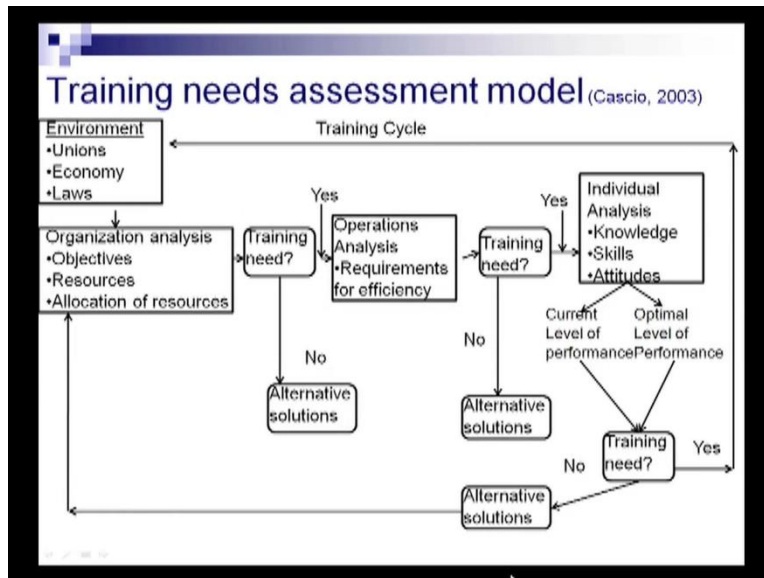 Training needs assessment model (Cascio, 2003)
Environment
•Unions
•Economy
•Laws
Training Cycle
Organization analysis
•Objectives
•Resources
•Allocation of resources
Training
need?
Yes
Operations
Analysis
•Requirements
for efficiency
Training
need?
Yes
Individual
Analysis
•Knowledge
•Skills
•Attitudes
No
Alternative
solutions
No
Alternative
solutions
Current
Level of
performance
Optimal
Level of
Performance
Training
need?
Yes
No
Alternative
solutions